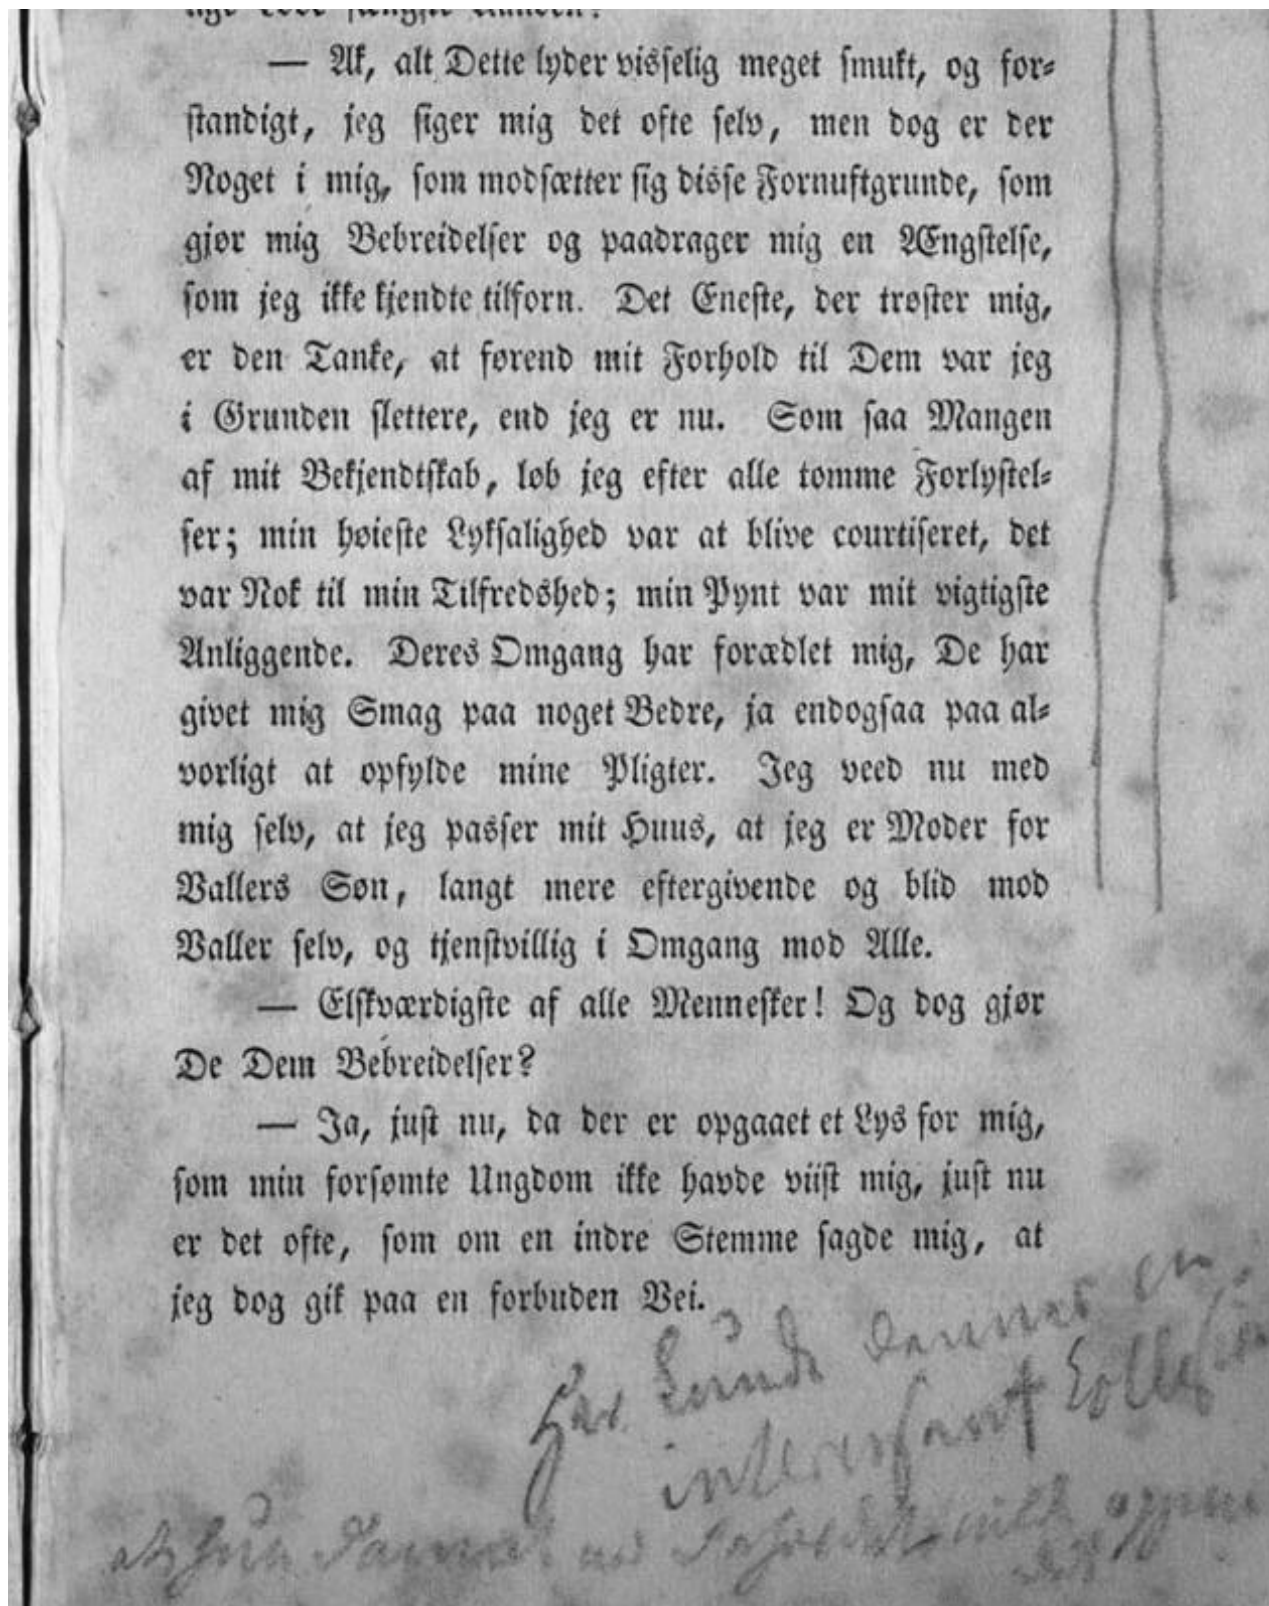 — Ak, alt Dette lyder visselig meget smukt, og for-
standigt, jeg siger mig det ofte selv, men dog er der
Noget i mig, som modsætter sig disse Fornuftgrunde, som
gjør mig Bebreidelser og paadrager mig en Ængstelse,
som jeg ikke kjendte tilforn. Det Eneste, der trøster mig,
er den Tanke, at førend mit Forhold til Dem var jeg
i Grunden slettere, end jeg er nu. Som saa Mangen
af mit Bekjendtskab, løb jeg efter alle tomme Forlystel-
ser; min høieste Lyksalighed var at blive courtiseret, det
var Nok til min Tilfredshed; min Pynt var mit vigtigste
Anliggende. Deres Omgang har forædlet mig, De har
givet mig Smag paa noget Bedre, ja endogsaa paa al-
vorligt at opfylde mine Pligter. Jeg veed nu med
mig selv, at jeg passer mit Huus, at jeg er Moder for
Vallers Søn, langt mere eftergivende og blid mod
Valler selv, og tjenstvillig i Omgang mod Alle.
— Elskværdigste af alle Mennesker! Og dog gjør
De Dem Bebreidelser?
— Ja, just nu, da der er opgaaet et Lys for mig,
som min forsømte Ungdom ikke havde viist mig, just nu
er det ofte, som om en indre Stemme sagde mig, at
jeg dog gik paa en forbuden Vei.
Her kunde dannes en
interessant
at hun